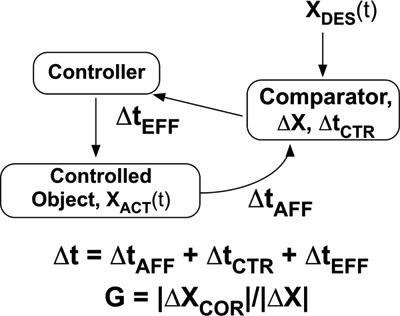 X_DES(t)
Controller
Comparator,
ΔX, Δt_CTR
Δt_EFF
Controlled
Object, X_ACT(t)
Δt_AFF
Δt = Δt_AFF + Δt_CTR + Δt_EFF
G = |ΔX_COR|/|ΔX|